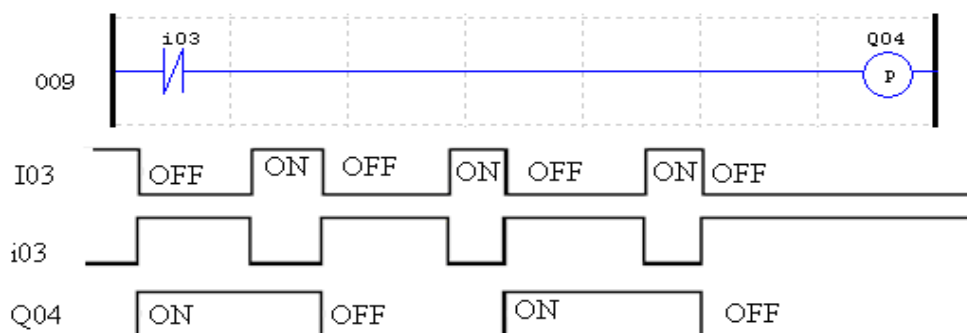 i03 Q04
009 P
I03 OFF ON OFF ON OFF ON OFF
i03
Q04 ON OFF ON OFF